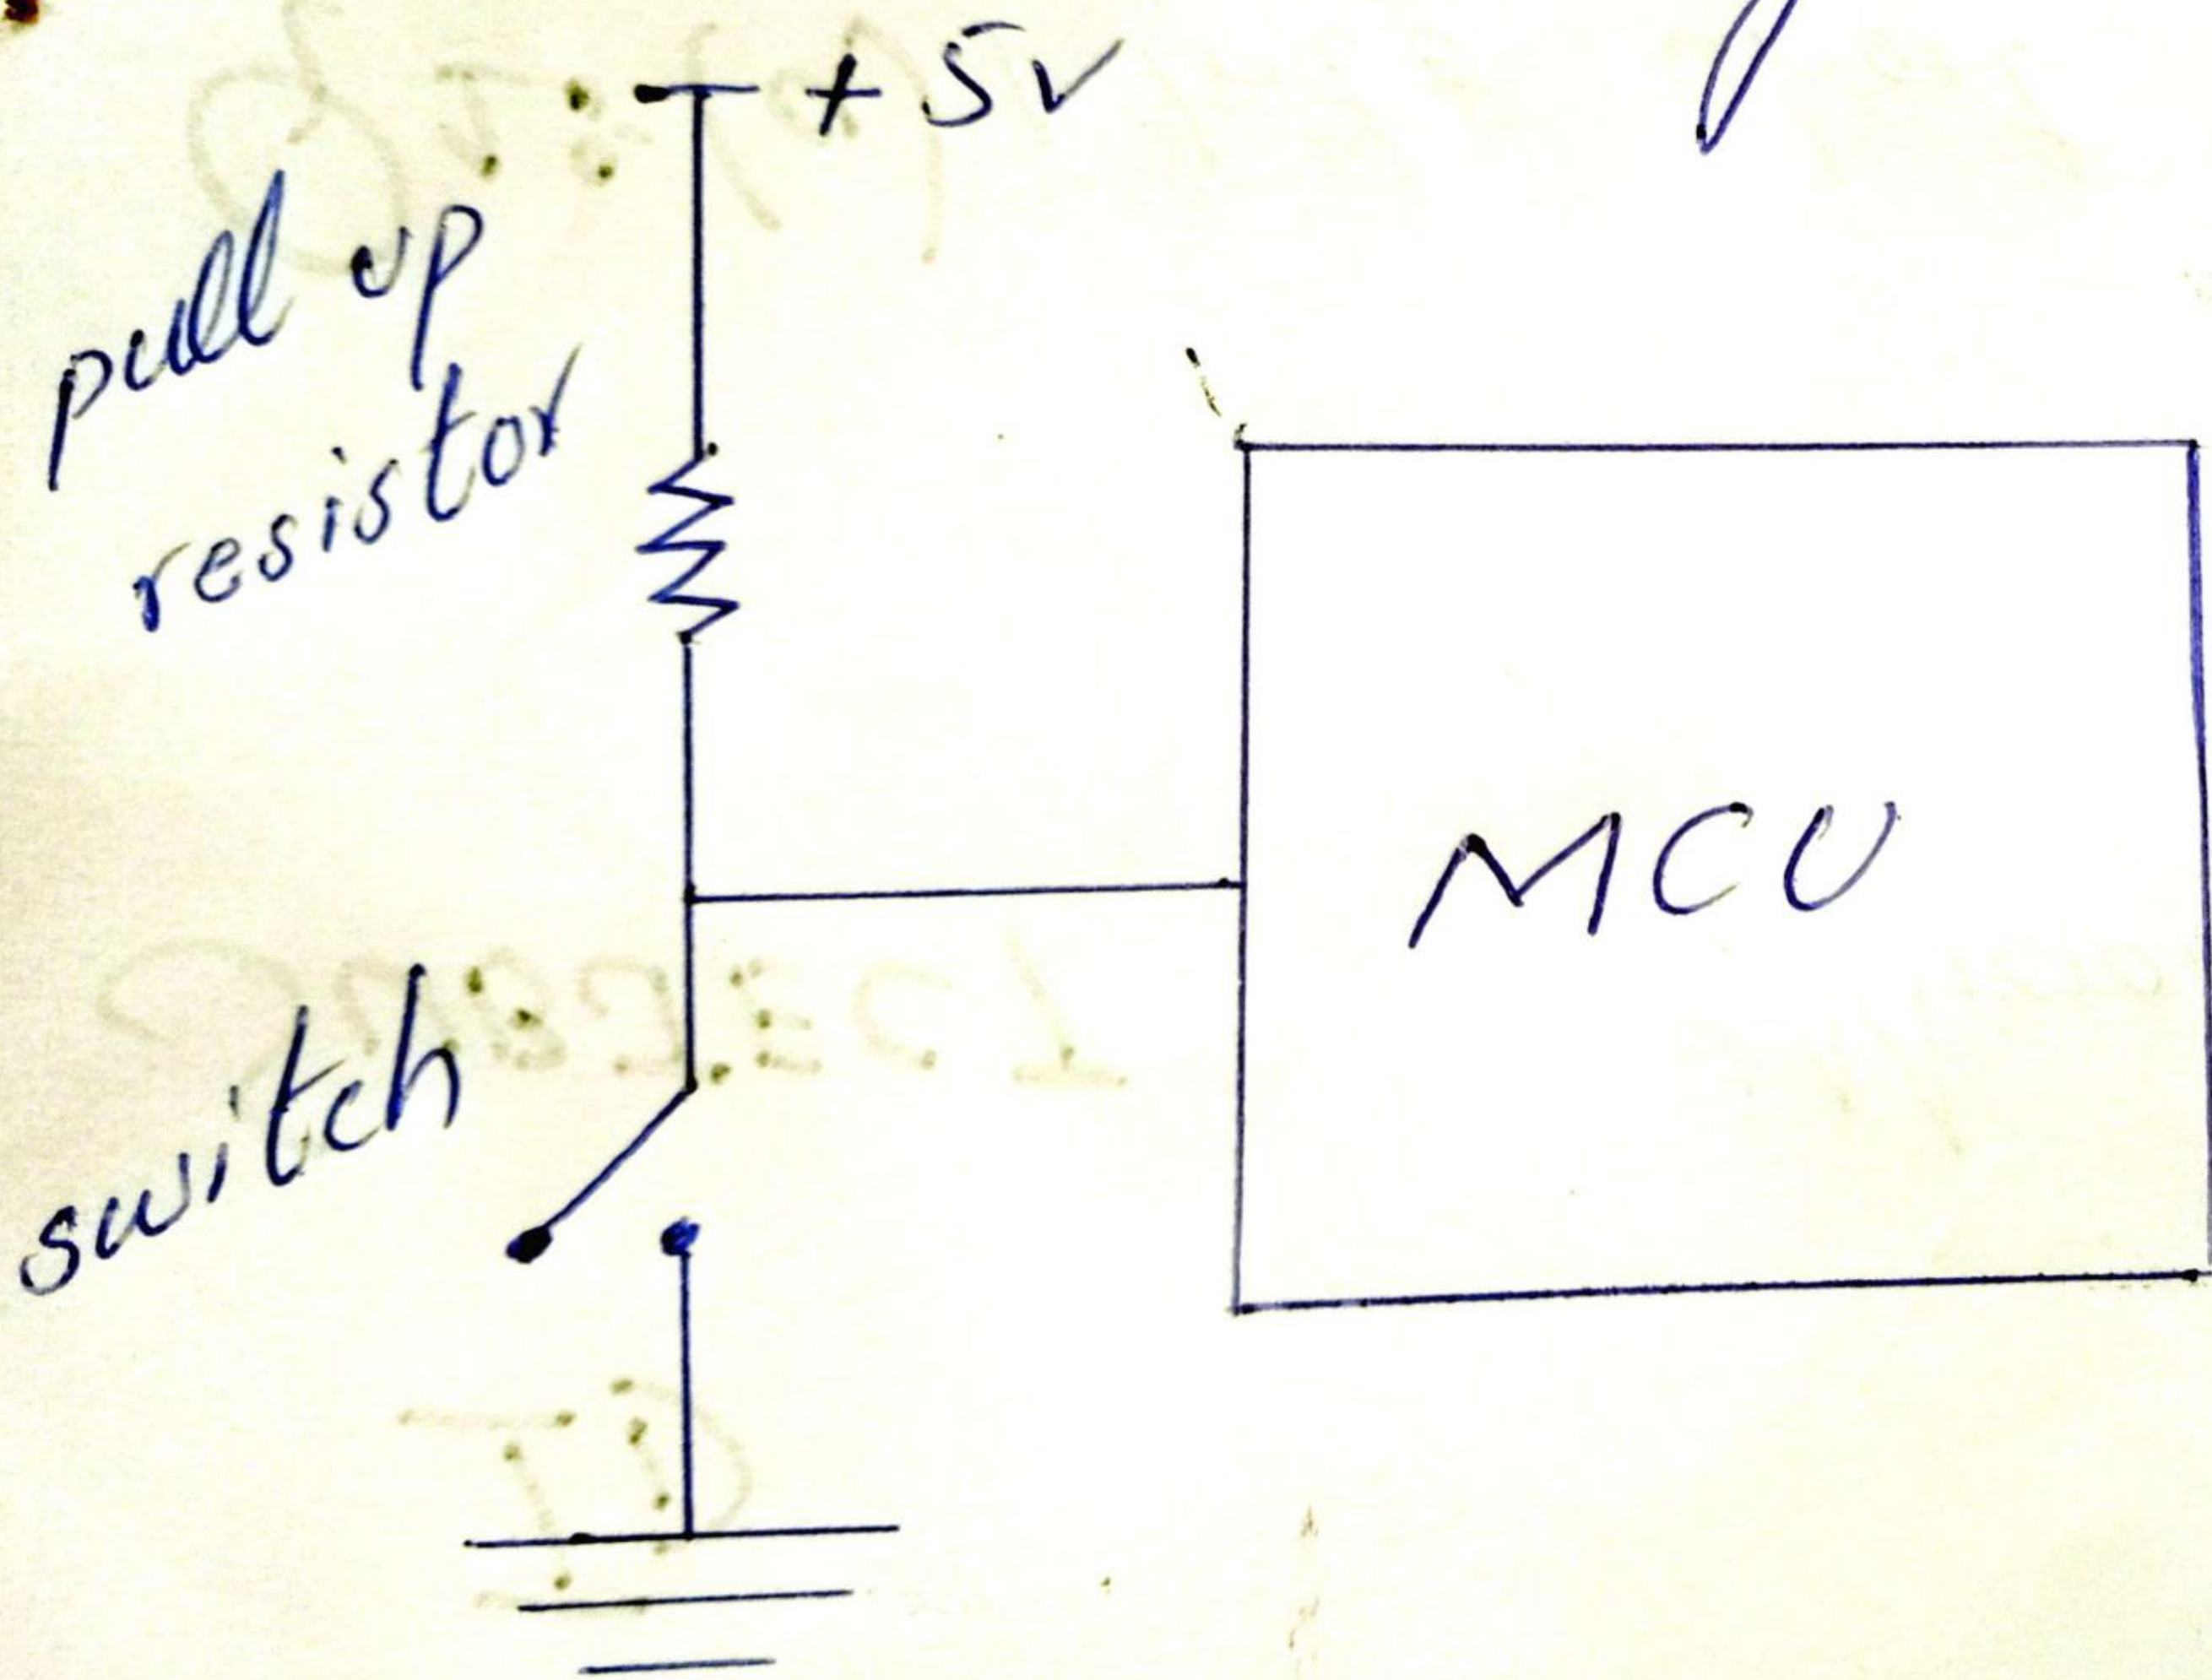 + 5v
pull up
resistor
MCU
switch